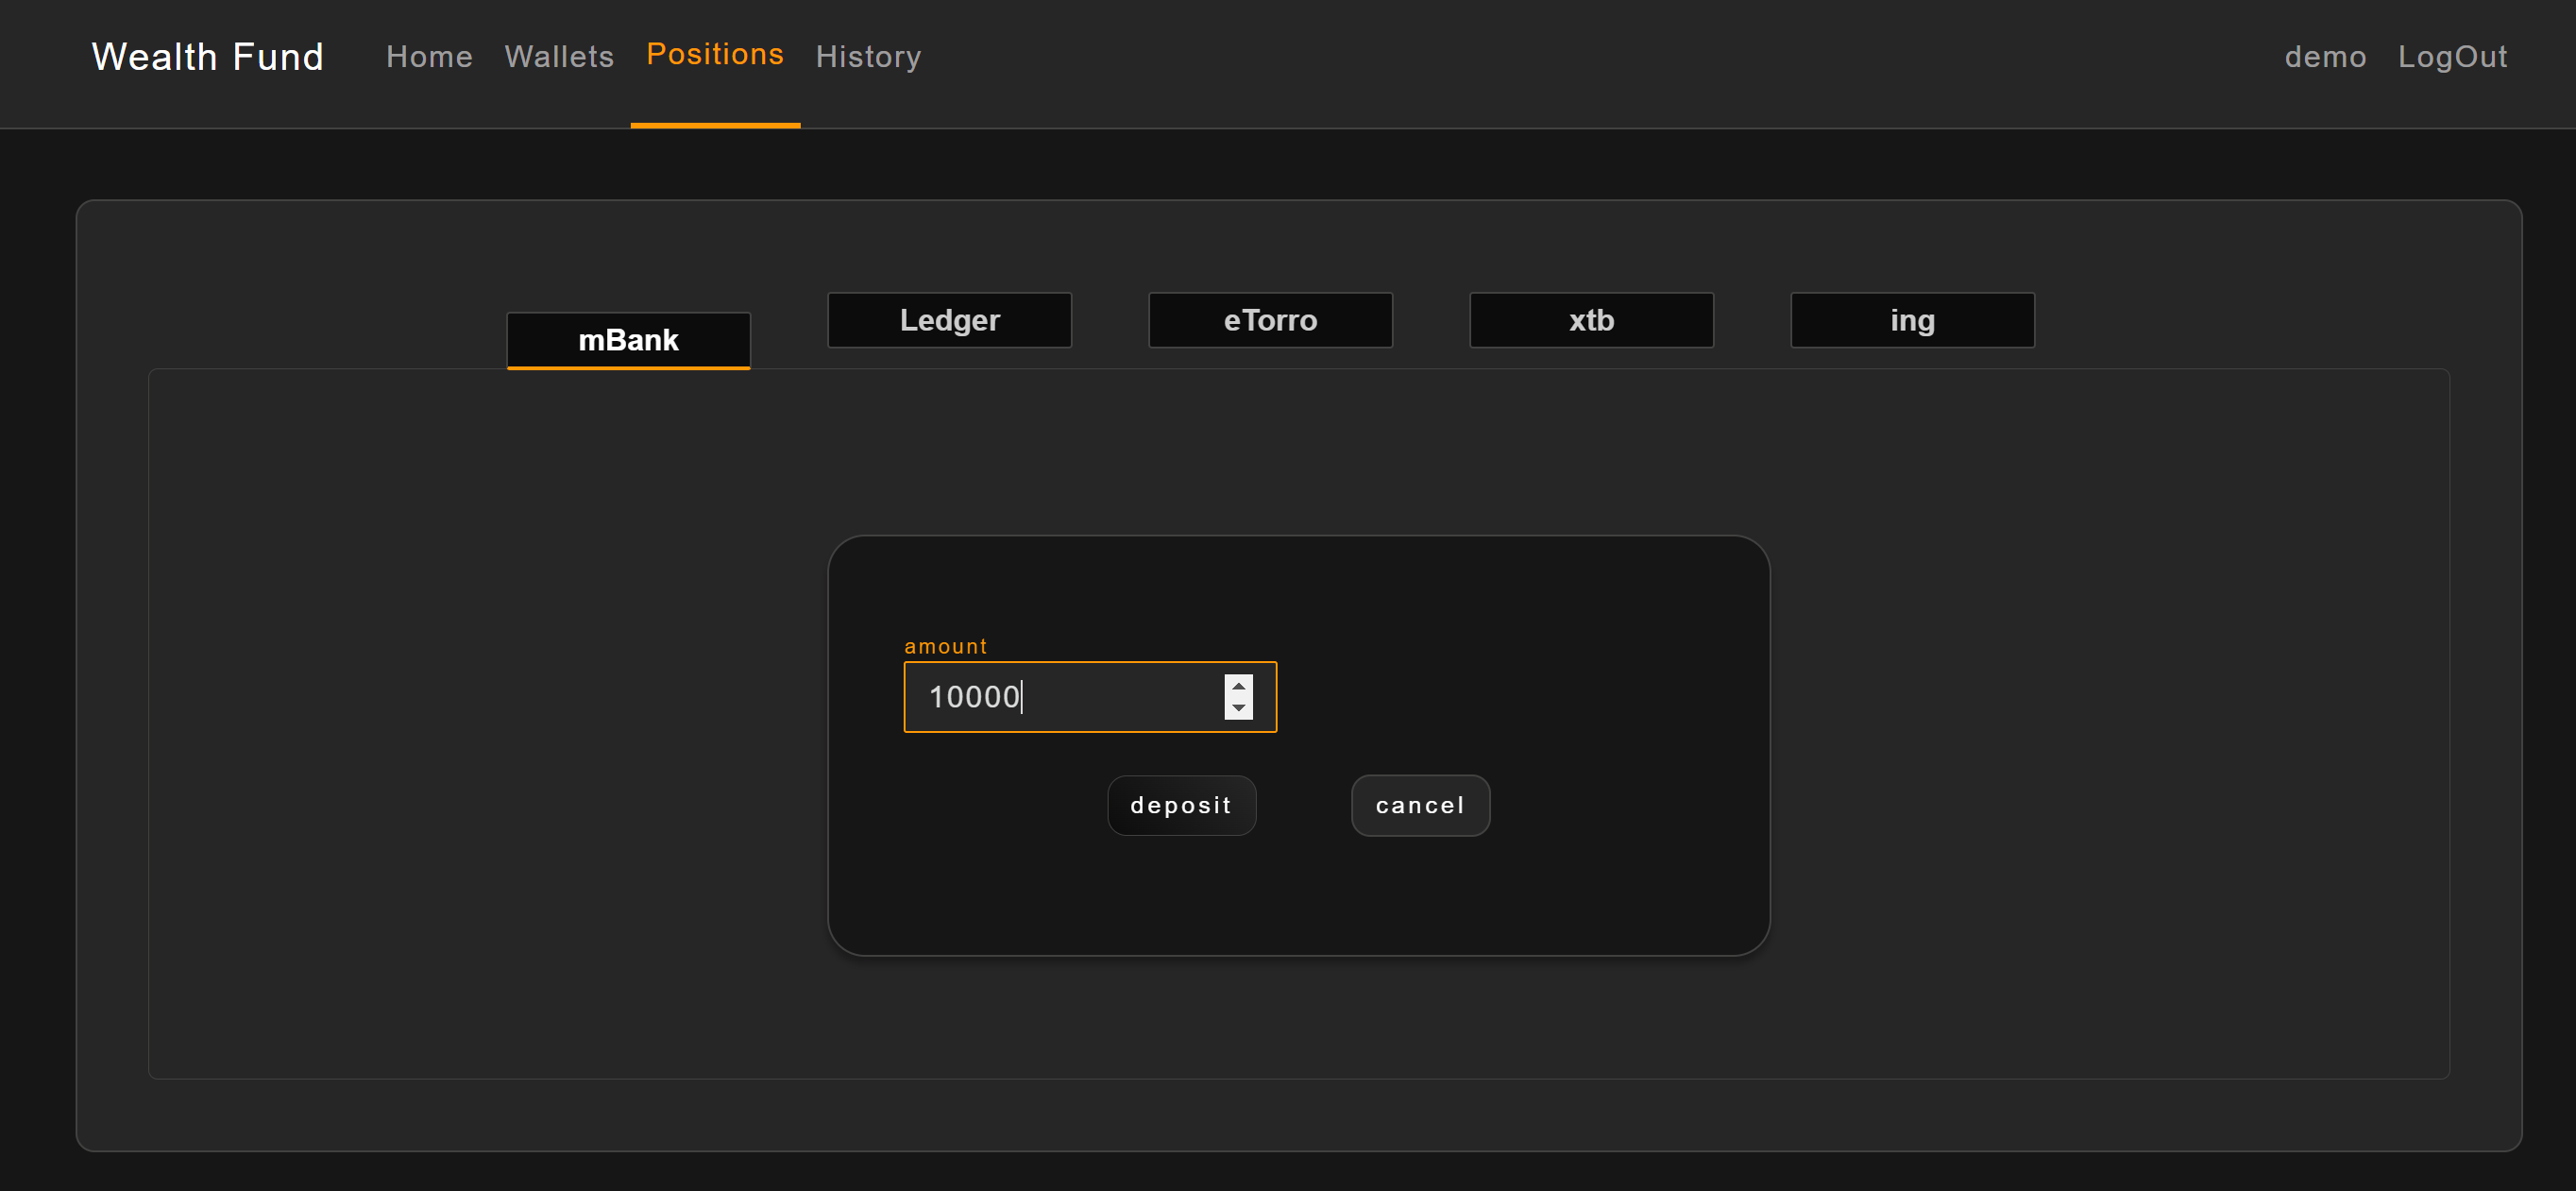 Wealth Fund Home Wallets Positions History demo LogOut
mBank Ledger eTorro xtb ing
amount
10000
deposit cancel